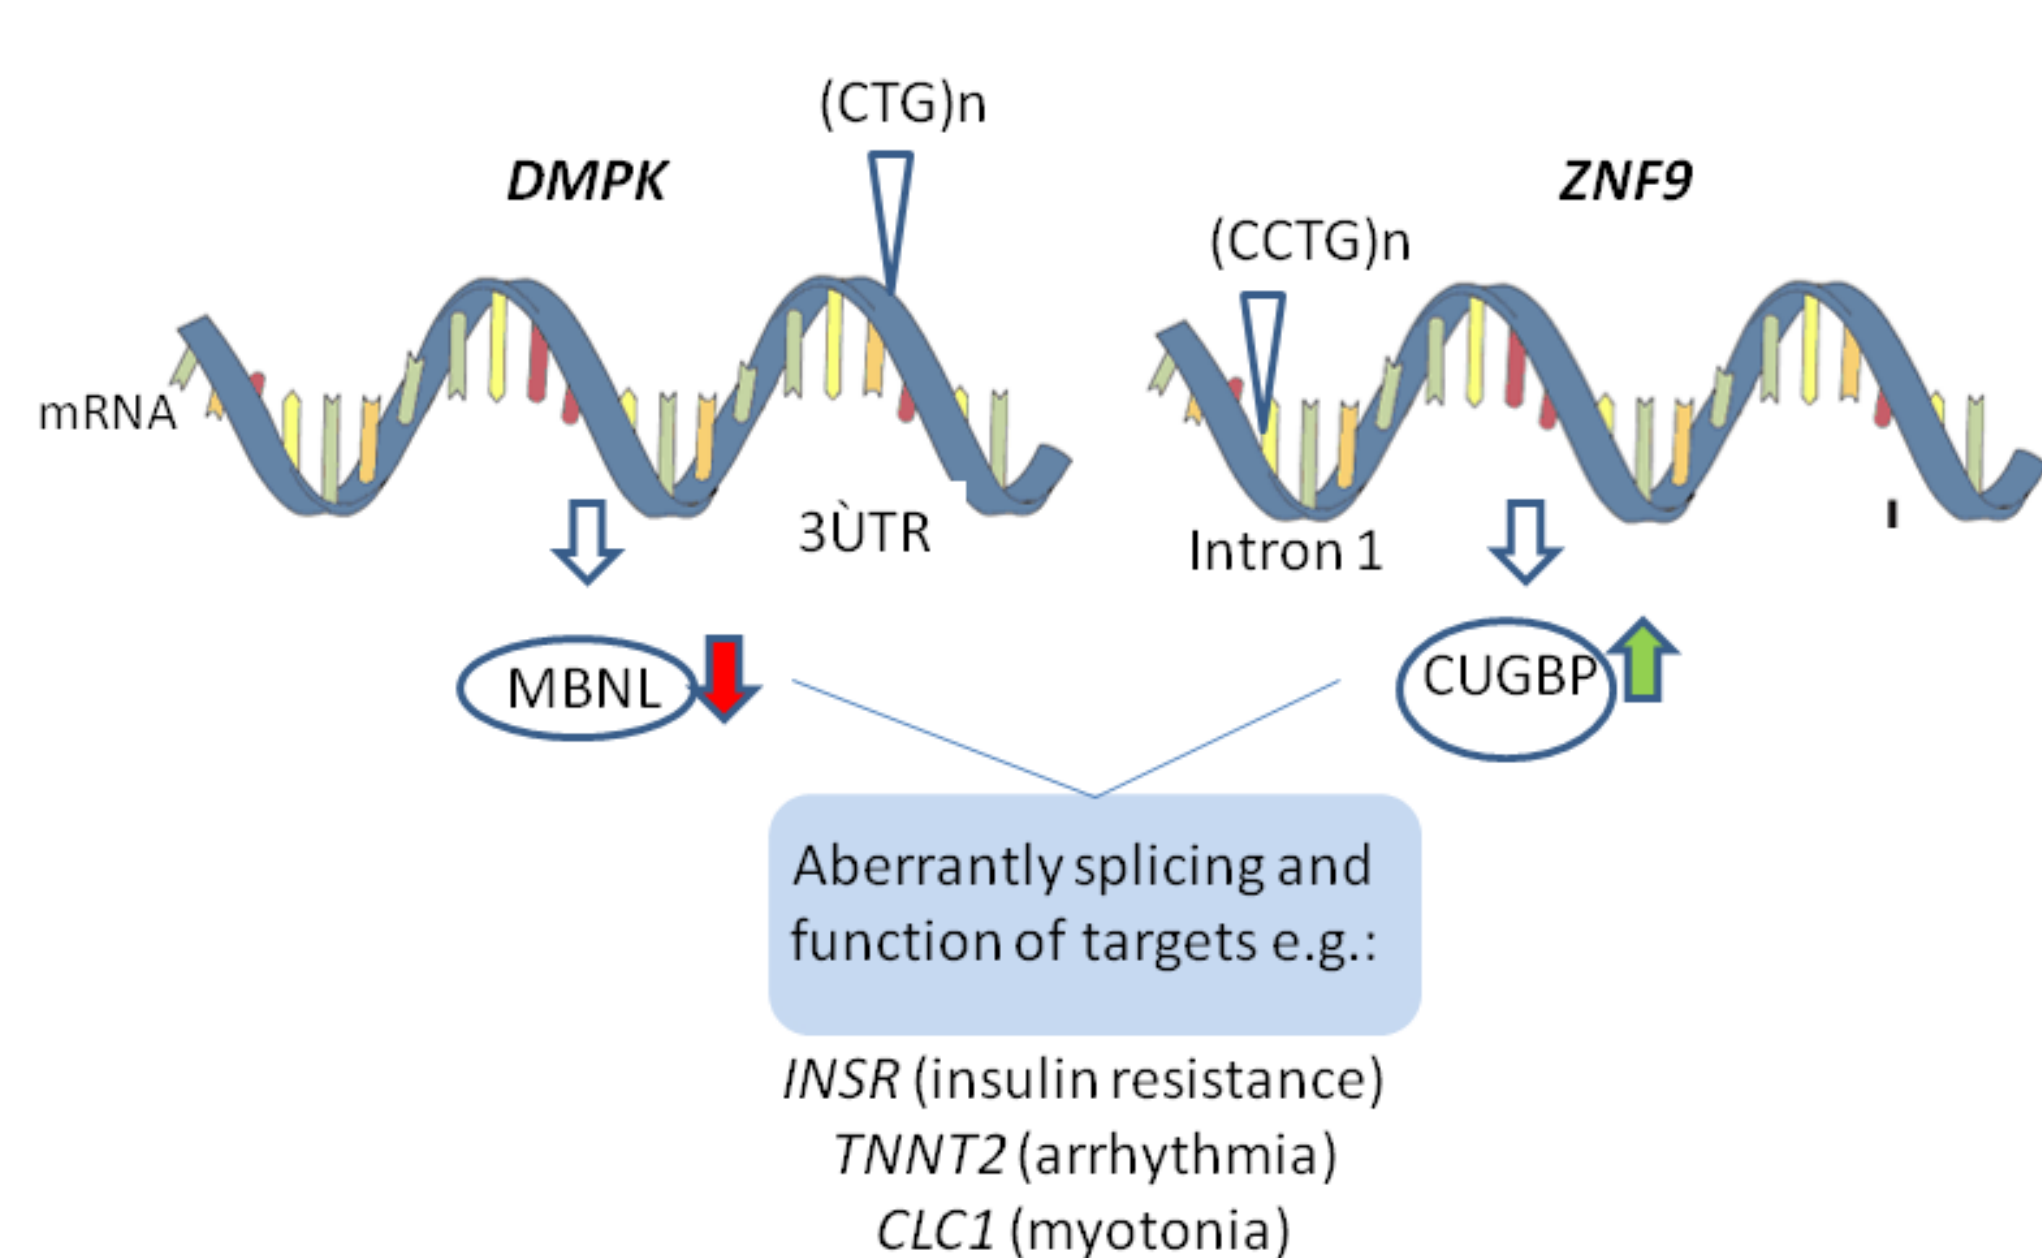 (CTG)n
DMPK
ZNF9
(CCTG)n
mRNA
3ÙTR
Intron 1
MBNL
CUGBP
Aberrantly splicing and
function of targets e.g.:
INSR (insulin resistance)
TNNT2 (arrhythmia)
CLC1 (myotonia)